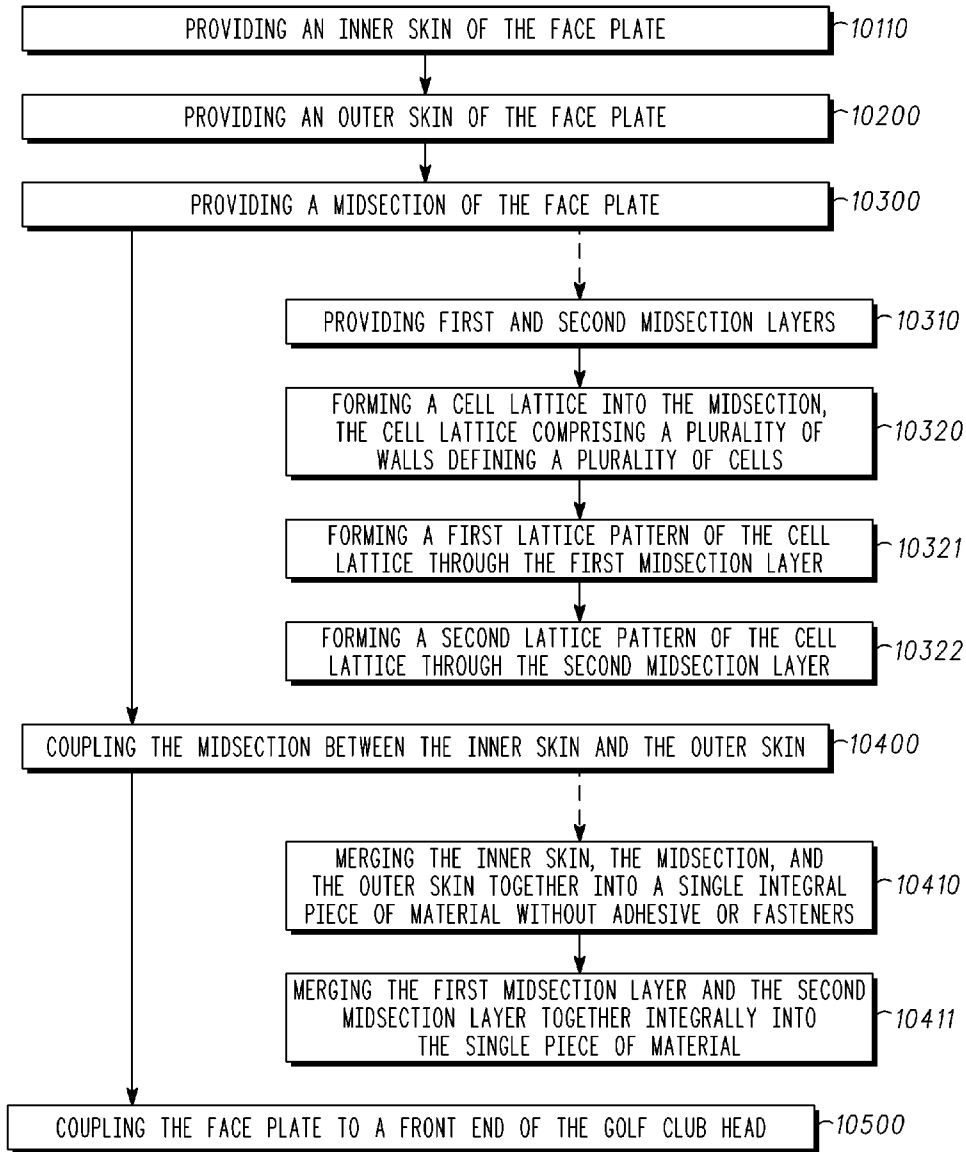 PROVIDING AN INNER SKIN OF THE FACE PLATE
10110
PROVIDING AN OUTER SKIN OF THE FACE PLATE
10200
PROVIDING A MIDSECTION OF THE FACE PLATE
10300
PROVIDING FIRST AND SECOND MIDSECTION LAYERS
10310
FORMING A CELL LATTICE INTO THE MIDSECTION,
THE CELL LATTICE COMPRISING A PLURALITY OF
WALLS DEFINING A PLURALITY OF CELLS
10320
FORMING A FIRST LATTICE PATTERN OF THE CELL
LATTICE THROUGH THE FIRST MIDSECTION LAYER
10321
FORMING A SECOND LATTICE PATTERN OF THE CELL
LATTICE THROUGH THE SECOND MIDSECTION LAYER
10322
COUPLING THE MIDSECTION BETWEEN THE INNER SKIN AND THE OUTER SKIN
10400
MERGING THE INNER SKIN, THE MIDSECTION, AND
THE OUTER SKIN TOGETHER INTO A SINGLE INTEGRAL
PIECE OF MATERIAL WITHOUT ADHESIVE OR FASTENERS
10410
MERGING THE FIRST MIDSECTION LAYER AND THE SECOND
MIDSECTION LAYER TOGETHER INTEGRALLY INTO
THE SINGLE PIECE OF MATERIAL
10411
COUPLING THE FACE PLATE TO A FRONT END OF THE GOLF CLUB HEAD
10500